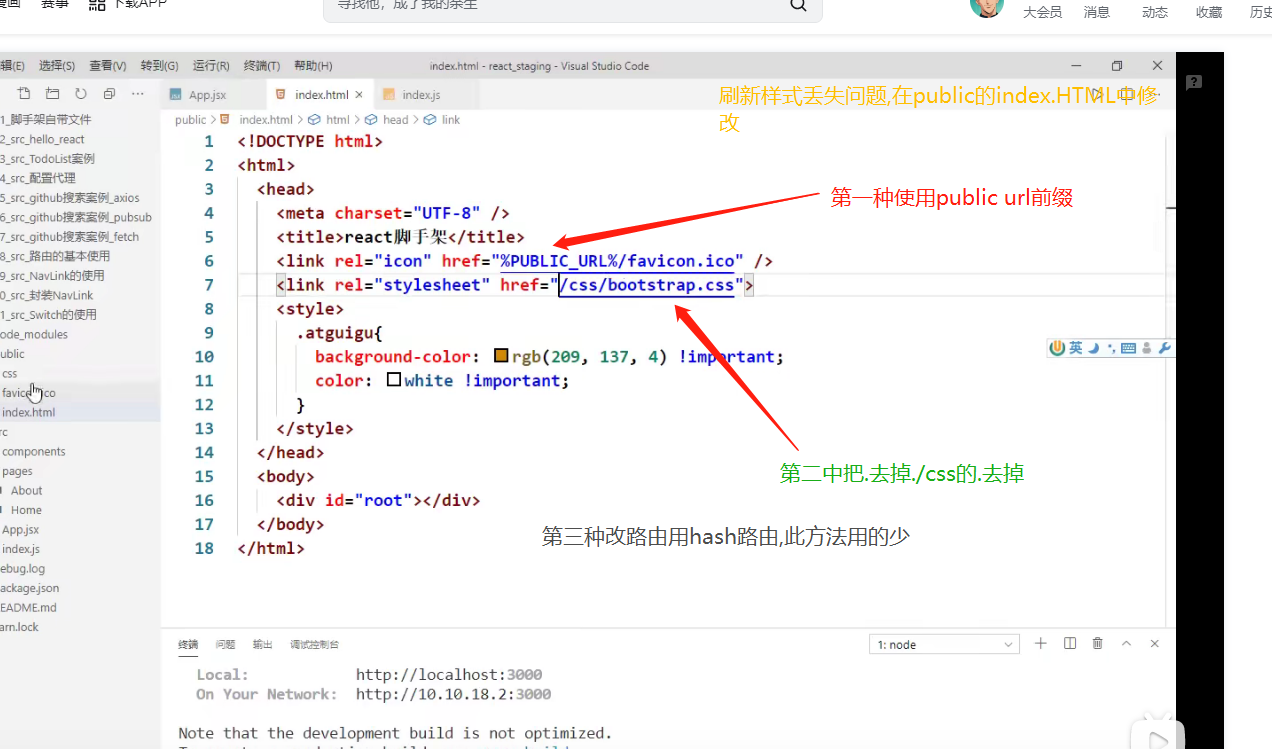 漫画 赛事 下载APP
寻找他，成了我的余生
大会员 消息 动态 收藏 历史
辑(E) 选择(S) 查看(V) 转到(G) 运行(R) 终端(T) 帮助(H)
index.html - react_staging - Visual Studio Code
App.jsx index.html index.js
刷新样式丢失问题,在public的index.HTML中修
改
public > index.html > html > head > link
1_脚手架自带文件
2_src_hello_react
3_src_TodoList案例
4_src_配置代理
5_src_github搜索案例_axios
6_src_github搜索案例_pubsub
7_src_github搜索案例_fetch
8_src_路由的基本使用
9_src_NavLink的使用
0_src_封装NavLink
1_src_Switch的使用
ode_modules
ublic
css
index.html
rc
components
pages
About
Home
App.jsx
index.js
ebug.log
ackage.json
EADME.md
arn.lock
1 <!DOCTYPE html>
2 <html>
3 <head>
4 <meta charset="UTF-8" />
5 <title>react脚手架</title>
6 <link rel="icon" href="%PUBLIC_URL%/favicon.ico" />
7 <link rel="stylesheet" href="/css/bootstrap.css">
8 <style>
9 .atguigu{
10 background-color: rgb(209, 137, 4) !important;
11 color: white !important;
12 }
13 </style>
14 </head>
15 <body>
16 <div id="root"></div>
17 </body>
18 </html>
第一种使用public url前缀
英
第二中把.去掉./css的.去掉
第三种改路由用hash路由,此方法用的少
终端 问题 输出 调试控制台
1: node
Local: http://localhost:3000
On Your Network: http://10.10.18.2:3000
Note that the development build is not optimized.